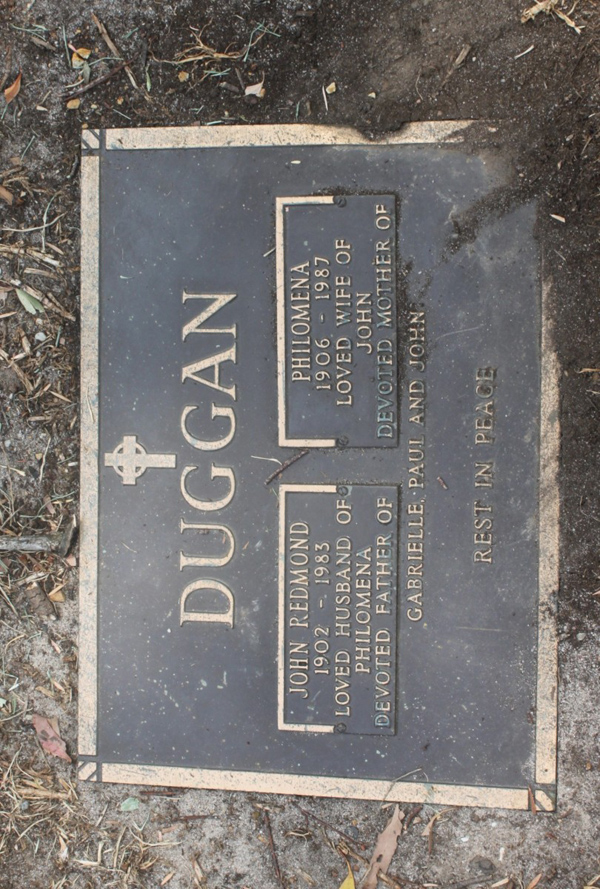 DUGGAN
JOHN REDMOND
1902 - 1983
LOVED HUSBAND OF
PHILOMENA
DEVOTED FATHER OF
PHILOMENA
1906 - 1987
LOVED WIFE OF
JOHN
DEVOTED MOTHER OF
GABRIELLE, PAUL AND JOHN.
REST IN PEACE